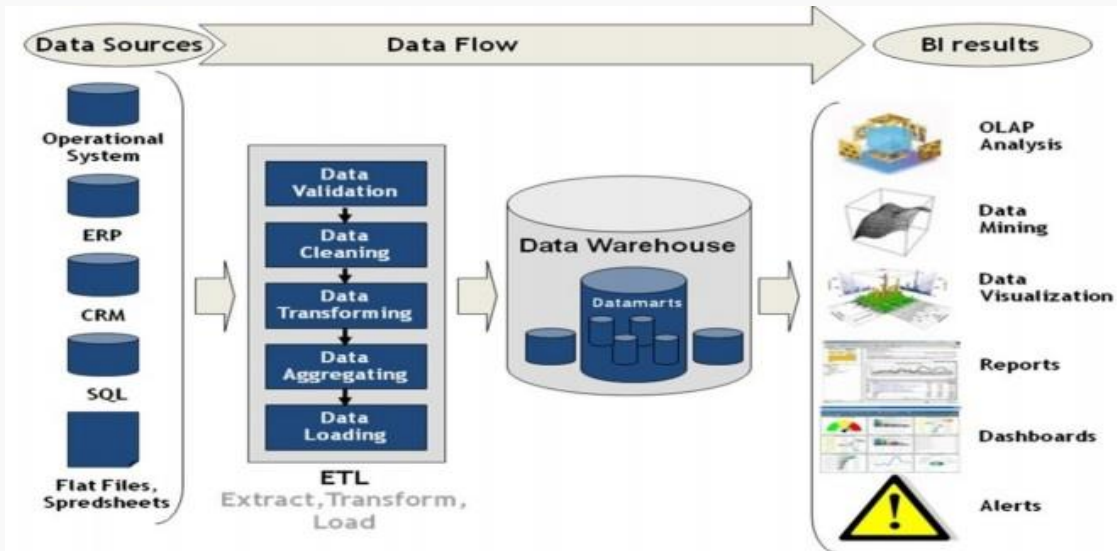 Data Sources
Data Flow
BI results
Operational
System
ERP
CRM
SQL
Flat Files,
Spredsheets
Data
Validation
Data
Cleaning
Data
Transforming
Data
Aggregating
Data
Loading
ETL
Extract, Transform,
Load
Data Warehouse
Datamarts
OLAP
Analysis
Data
Mining
Data
Visualization
Reports
Dashboards
Alerts